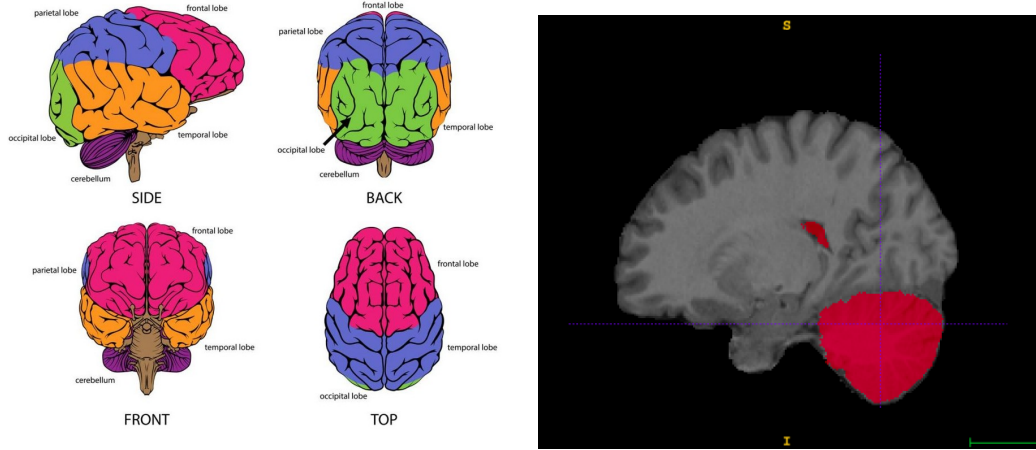 frontal lobe
parietal lobe
occipital lobe
temporal lobe
cerebellum
SIDE
frontal lobe
parietal lobe
temporal lobe
occipital lobe
cerebellum
BACK
frontal lobe
parietal lobe
temporal lobe
cerebellum
FRONT
frontal lobe
temporal lobe
occipital lobe
TOP
S
I